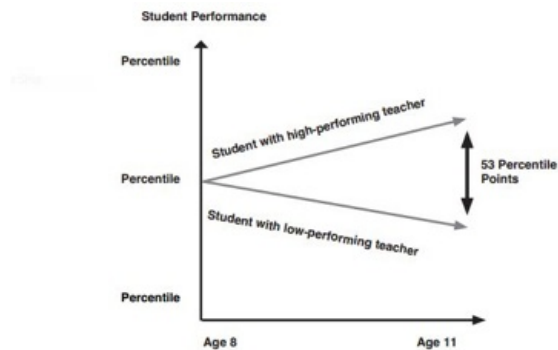 Student Performance
Percentile
Student with high-performing teacher
Percentile
53 Percentile
Points
Student with low-performing teacher
Percentile
Age 8
Age 11